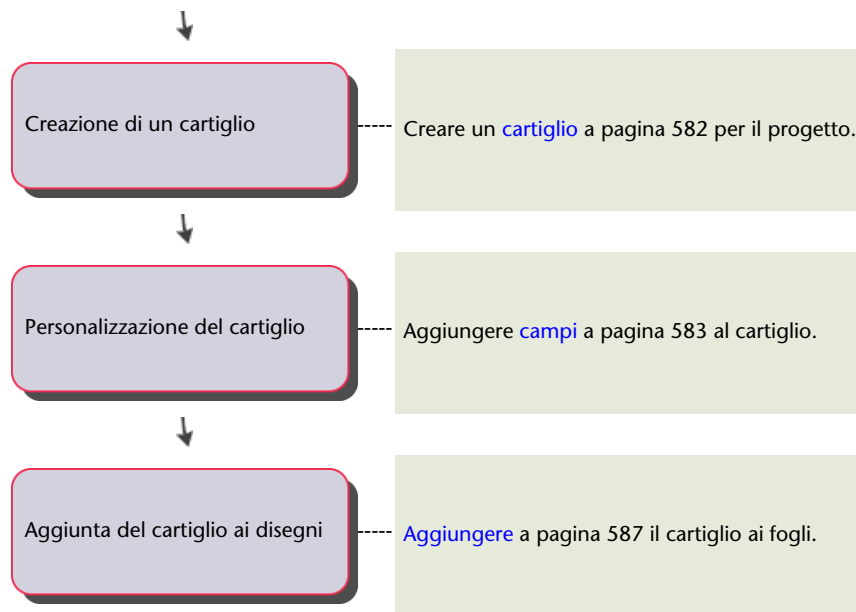 Creazione di un cartiglio
Creare un cartiglio a pagina 582 per il progetto.
Personalizzazione del cartiglio
Aggiungere campi a pagina 583 al cartiglio.
Aggiunta del cartiglio ai disegni
Aggiungere a pagina 587 il cartiglio ai fogli.